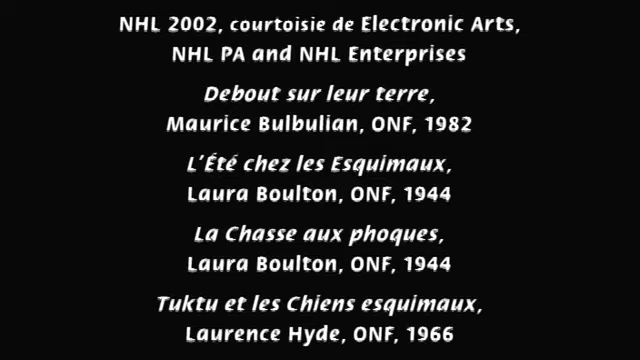 NHL 2002, courtoisie de Electronic Arts,
NHL PA and NHL Enterprises
Debout sur leur terre,
Maurice Bulbulian, ONF, 1982
L'Été chez les Esquimaux,
Laura Boulton, ONF, 1944
La Chasse aux phoques,
Laura Boulton, ONF, 1944
Tuktu et les Chiens esquimaux,
Laurence Hyde, ONF, 1966